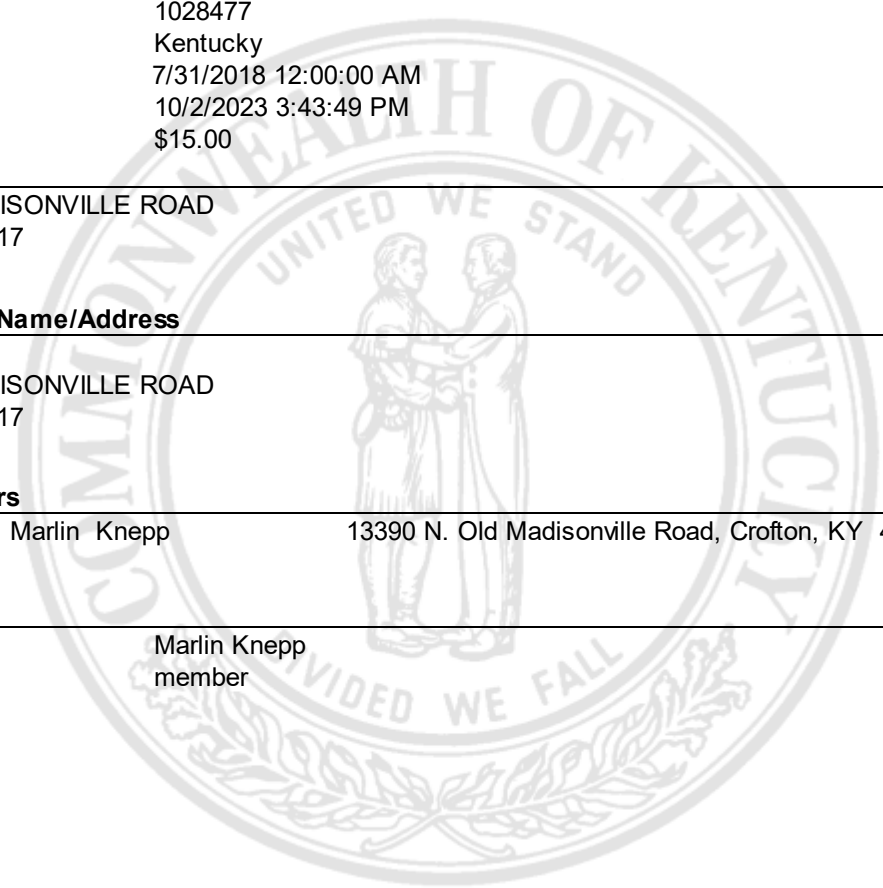 1028477
Kentucky
7/31/2018 12:00:00 AM
10/2/2023 3:43:49 PM
$15.00
ISONVILLE ROAD
17
Name/Address
ISONVILLE ROAD
17
rs
Marlin Knepp 13390 N. Old Madisonville Road, Crofton, KY 4
Marlin Knepp
member
COMMONWEALTH OF KENTUCKY
UNITED WE STAND
DIVIDED WE FALL